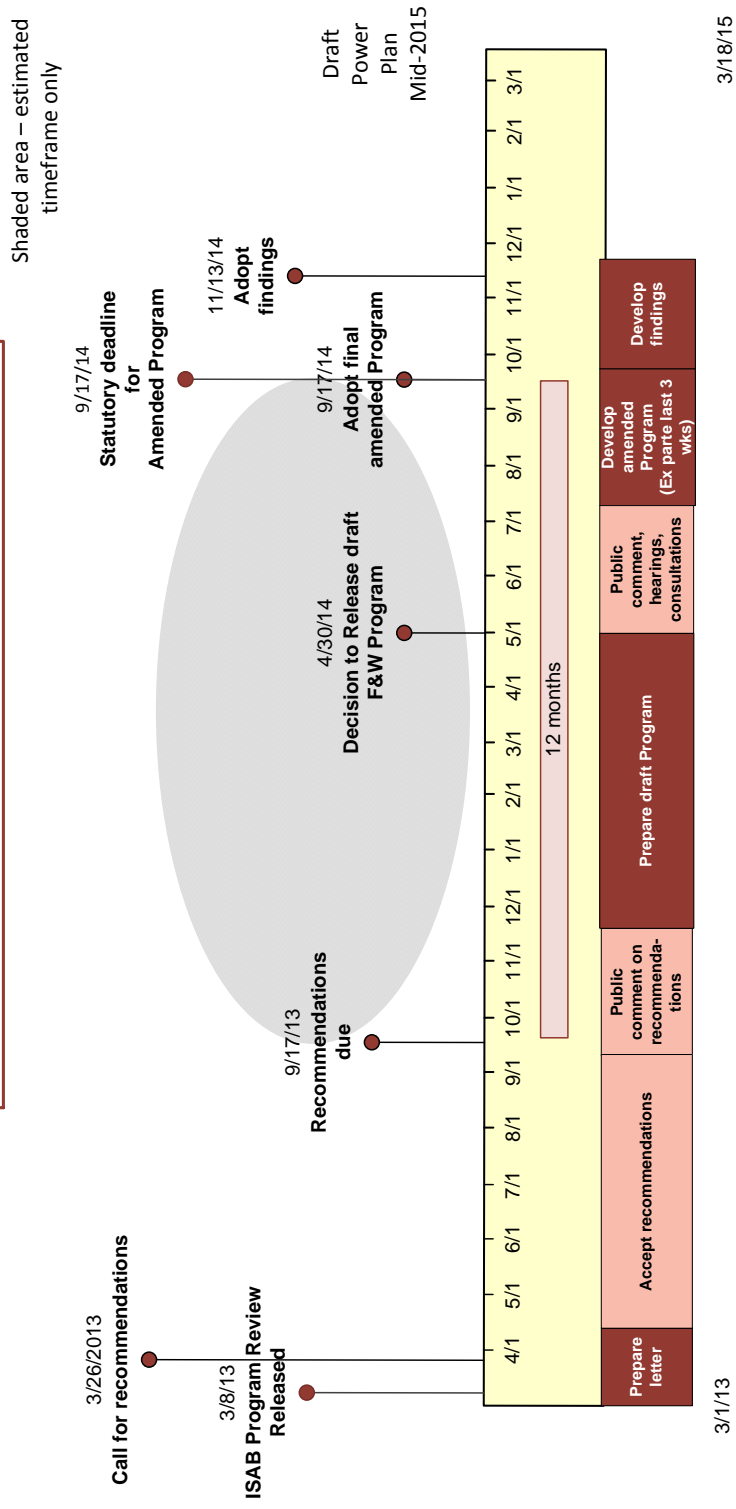 Shaded area – estimated
timeframe only
3/26/2013
Call for recommendations
3/8/13
ISAB Program Review
Released
9/17/13
Recommendations
due
4/30/14
Decision to Release draft
F&W Program
9/17/14
Statutory deadline
for
Amended Program
9/17/14
Adopt final
amended Program
11/13/14
Adopt
findings
Draft
Power
Plan
Mid-2015
4/1 5/1 6/1 7/1 8/1 9/1 10/1 11/1 12/1 1/1 2/1 3/1 4/1 5/1 6/1 7/1 8/1 9/1 10/1 11/1 12/1 1/1 2/1 3/1
12 months
Prepare
letter
Accept recommendations
Public
comment on
recommenda-
tions
Prepare draft Program
Public
comment,
hearings,
consultations
Develop
amended
Program
(Ex parte last 3
wks)
Develop
findings
3/1/13
3/18/15